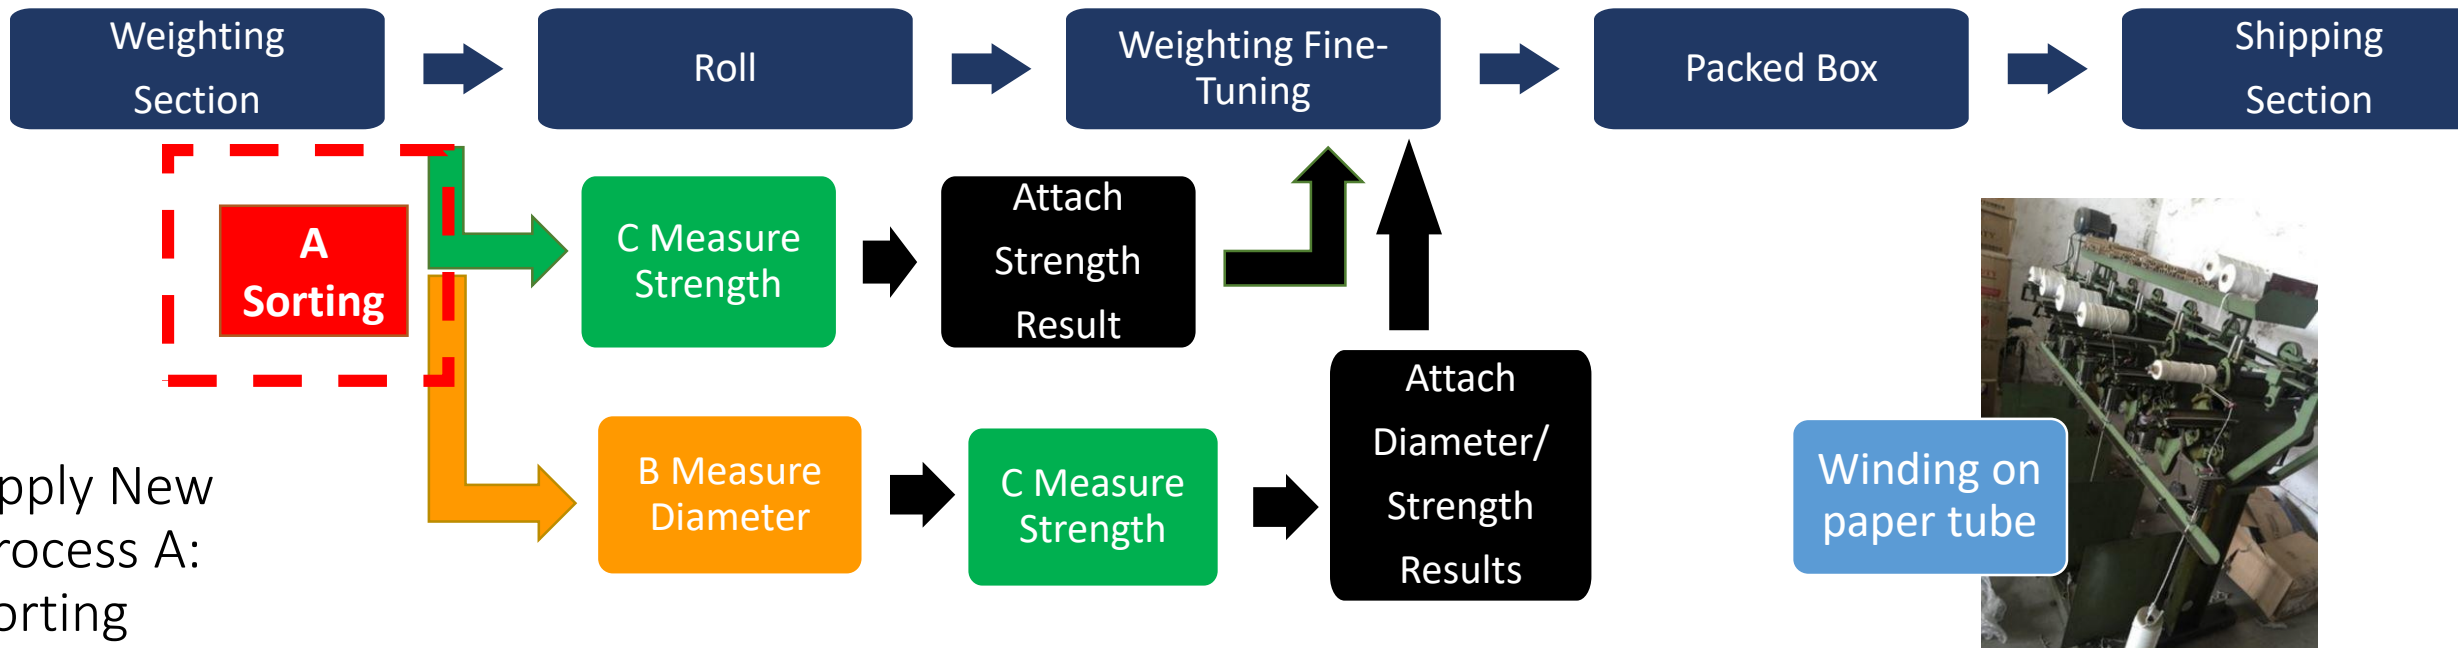 Weighting
Section
Roll
Weighting Fine-
Tuning
Packed Box
Shipping
Section
A
Sorting
C Measure
Strength
Attach
Strength
Result
B Measure
Diameter
C Measure
Strength
Attach
Diameter/
Strength
Results
Winding on
paper tube
pply New
rocess A:
orting